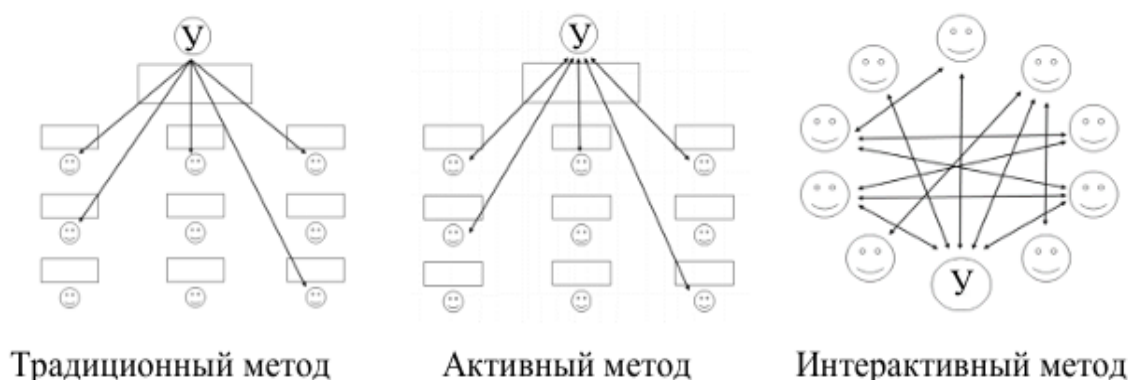 У
У
У
Традиционный метод
Активный метод
Интерактивный метод